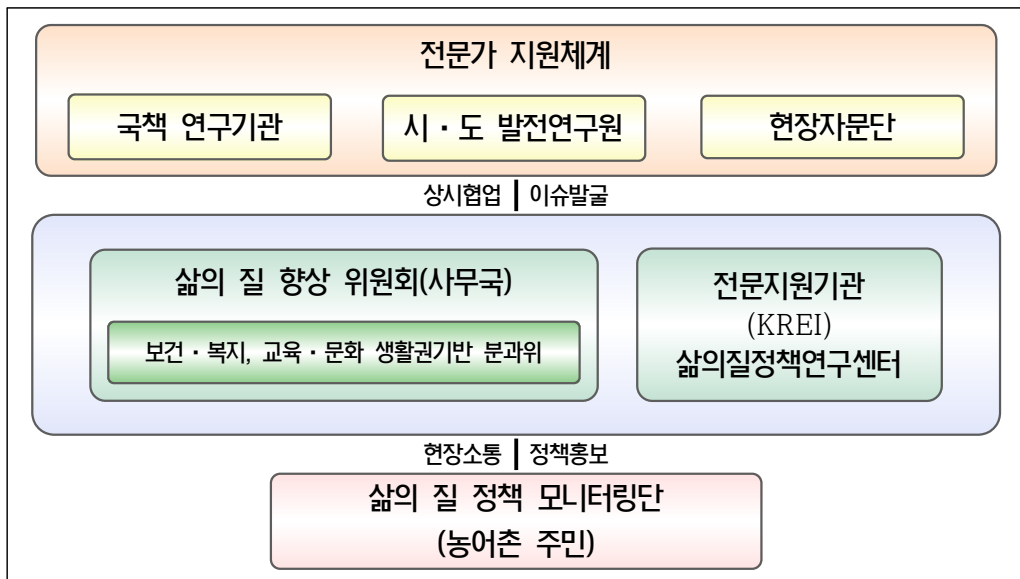 전문가 지원체계
국책 연구기관
시·도 발전연구원
현장자문단
상시협업 | 이슈발굴
삶의 질 향상 위원회(사무국)
보건·복지, 교육·문화 생활권기반 분과위
전문지원기관
(KREI)
삶의질정책연구센터
현장소통 | 정책홍보
삶의 질 정책 모니터링단
(농어촌 주민)